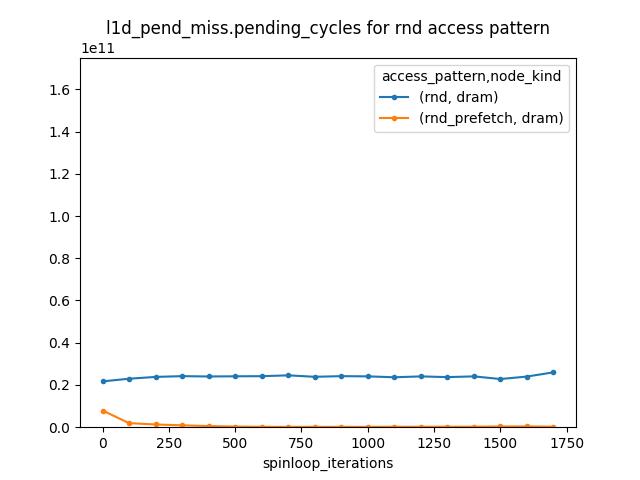 l1d_pend_miss.pending_cycles for rnd access pattern
1e11
access_pattern,node_kind
(rnd, dram)
(rnd_prefetch, dram)
1.6
1.4
1.2
1.0
0.8
0.6
0.4
0.2
0.0
0 250 500 750 1000 1250 1500 1750
spinloop_iterations